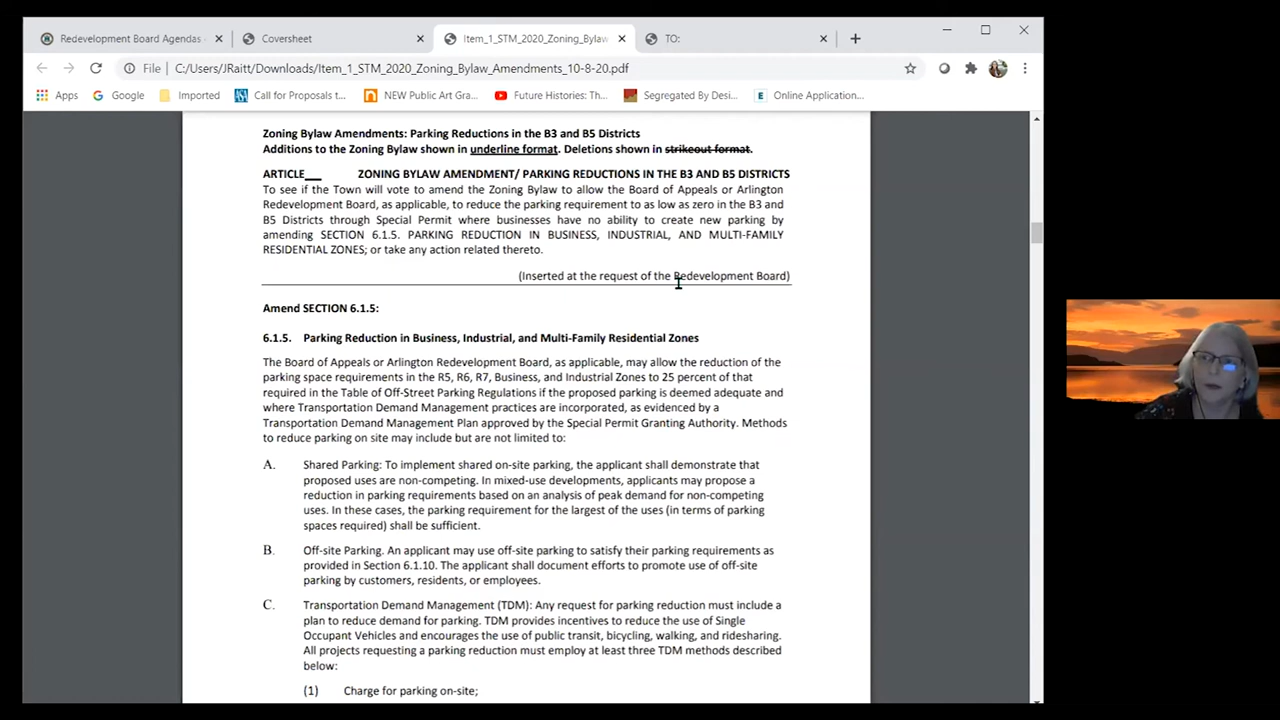 Redevelopment Board Agendas
Coversheet
Item_1_STM_2020_Zoning_Bylaw
TO:
File
C:/Users/JRaitt/Downloads/Item_1_STM_2020_Zoning_Bylaw_Amendments_10-8-20.pdf
Apps
Google
Imported
Call for Proposals to...
NEW Public Art Gra...
Future Histories: Th...
Segregated By Desi...
Online Application...
Zoning Bylaw Amendments: Parking Reductions in the B3 and B5 Districts
Additions to the Zoning Bylaw shown in underline format. Deletions shown in strikeout format.
ARTICLE___ ZONING BYLAW AMENDMENT/ PARKING REDUCTIONS IN THE B3 AND B5 DISTRICTS
To see if the Town will vote to amend the Zoning Bylaw to allow the Board of Appeals or Arlington
Redevelopment Board, as applicable, to reduce the parking requirement to as low as zero in the B3 and
B5 Districts through Special Permit where businesses have no ability to create new parking by
amending SECTION 6.1.5. PARKING REDUCTION IN BUSINESS, INDUSTRIAL, AND MULTI-FAMILY
RESIDENTIAL ZONES; or take any action related thereto.
(Inserted at the request of the Redevelopment Board)
Amend SECTION 6.1.5:
6.1.5. Parking Reduction in Business, Industrial, and Multi-Family Residential Zones
The Board of Appeals or Arlington Redevelopment Board, as applicable, may allow the reduction of the
parking space requirements in the R5, R6, R7, Business, and Industrial Zones to 25 percent of that
required in the Table of Off-Street Parking Regulations if the proposed parking is deemed adequate and
where Transportation Demand Management practices are incorporated, as evidenced by a
Transportation Demand Management Plan approved by the Special Permit Granting Authority. Methods
to reduce parking on site may include but are not limited to:
A. Shared Parking: To implement shared on-site parking, the applicant shall demonstrate that
proposed uses are non-competing. In mixed-use developments, applicants may propose a
reduction in parking requirements based on an analysis of peak demand for non-competing
uses. In these cases, the parking requirement for the largest of the uses (in terms of parking
spaces required) shall be sufficient.
B. Off-site Parking. An applicant may use off-site parking to satisfy their parking requirements as
provided in Section 6.1.10. The applicant shall document efforts to promote use of off-site
parking by customers, residents, or employees.
C. Transportation Demand Management (TDM): Any request for parking reduction must include a
plan to reduce demand for parking. TDM provides incentives to reduce the use of Single
Occupant Vehicles and encourages the use of public transit, bicycling, walking, and ridesharing.
All projects requesting a parking reduction must employ at least three TDM methods described
below:
(1) Charge for parking on-site;